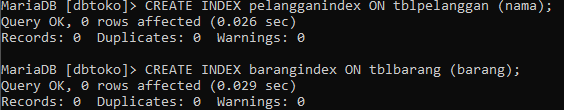 MariaDB [dbtoko]> CREATE INDEX pelangganindex ON tblpelanggan (nama);
Query OK, 0 rows affected (0.026 sec)
Records: 0  Duplicates: 0  Warnings: 0

MariaDB [dbtoko]> CREATE INDEX barangindex ON tblbarang (barang);
Query OK, 0 rows affected (0.029 sec)
Records: 0  Duplicates: 0  Warnings: 0